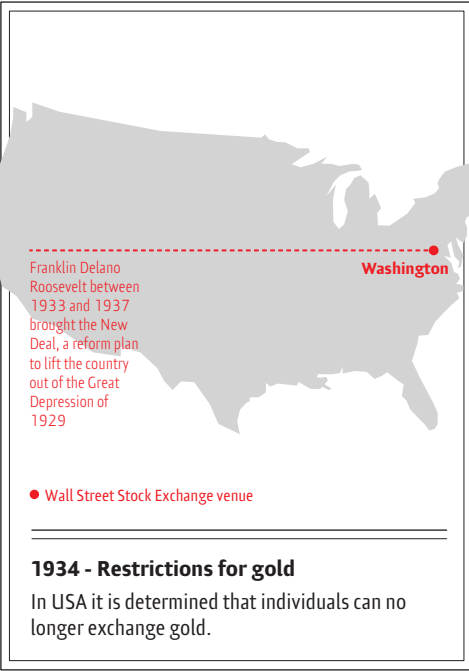 Washington
Franklin Delano
Roosevelt between
1933 and 1937
brought the New
Deal, a reform plan
to lift the country
out of the Great
Depression of
1929
Wall Street Stock Exchange venue
1934 - Restrictions for gold
In USA it is determined that individuals can no
longer exchange gold.